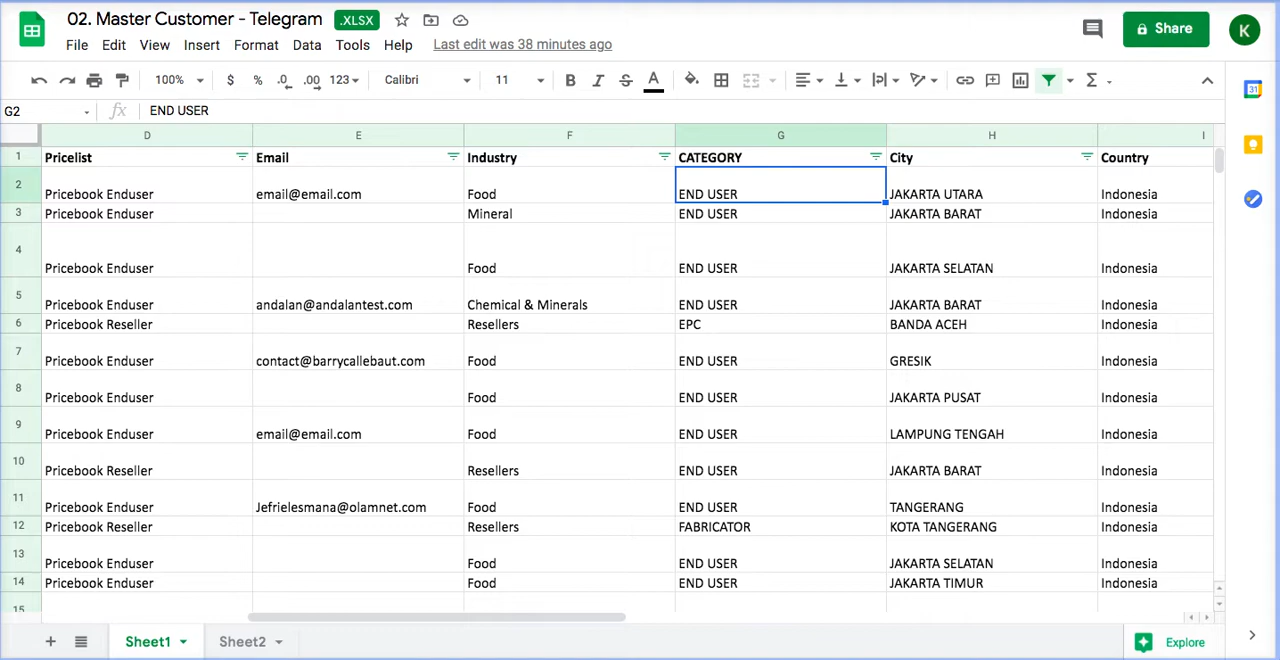 02. Master Customer - Telegram .XLSX
File Edit View Insert Format Data Tools Help Last edit was 38 minutes ago
Share
K
100% $ % .0 .00 123 Calibri 11 B I S A Σ
G2 fx END USER
D E F G H I
1 Pricelist Email Industry CATEGORY City Country
2 Pricebook Enduser email@email.com Food END USER JAKARTA UTARA Indonesia
3 Pricebook Enduser Mineral END USER JAKARTA BARAT Indonesia
4 Pricebook Enduser Food END USER JAKARTA SELATAN Indonesia
5 Pricebook Enduser andalan@andalantest.com Chemical & Minerals END USER JAKARTA BARAT Indonesia
6 Pricebook Reseller Resellers EPC BANDA ACEH Indonesia
7 Pricebook Enduser contact@barrycallebaut.com Food END USER GRESIK Indonesia
8 Pricebook Enduser Food END USER JAKARTA PUSAT Indonesia
9 Pricebook Enduser email@email.com Food END USER LAMPUNG TENGAH Indonesia
10 Pricebook Reseller Resellers END USER JAKARTA BARAT Indonesia
11 Pricebook Enduser Jefrielesmana@olamnet.com Food END USER TANGERANG Indonesia
12 Pricebook Reseller Resellers FABRICATOR KOTA TANGERANG Indonesia
13 Pricebook Enduser Food END USER JAKARTA SELATAN Indonesia
14 Pricebook Enduser Food END USER JAKARTA TIMUR Indonesia
15
Sheet1 Sheet2 Explore
31